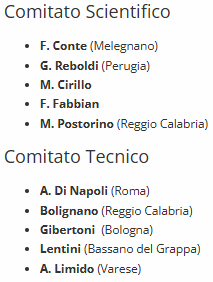 Comitato Scientifico
F. Conte (Melegnano)
G. Reboldi (Perugia)
M. Cirillo
F. Fabbian
M. Postorino (Reggio Calabria)
Comitato Tecnico
A. Di Napoli (Roma)
Bolignano (Reggio Calabria)
Gibertoni (Bologna)
Lentini (Bassano del Grappa)
A. Limido (Varese)